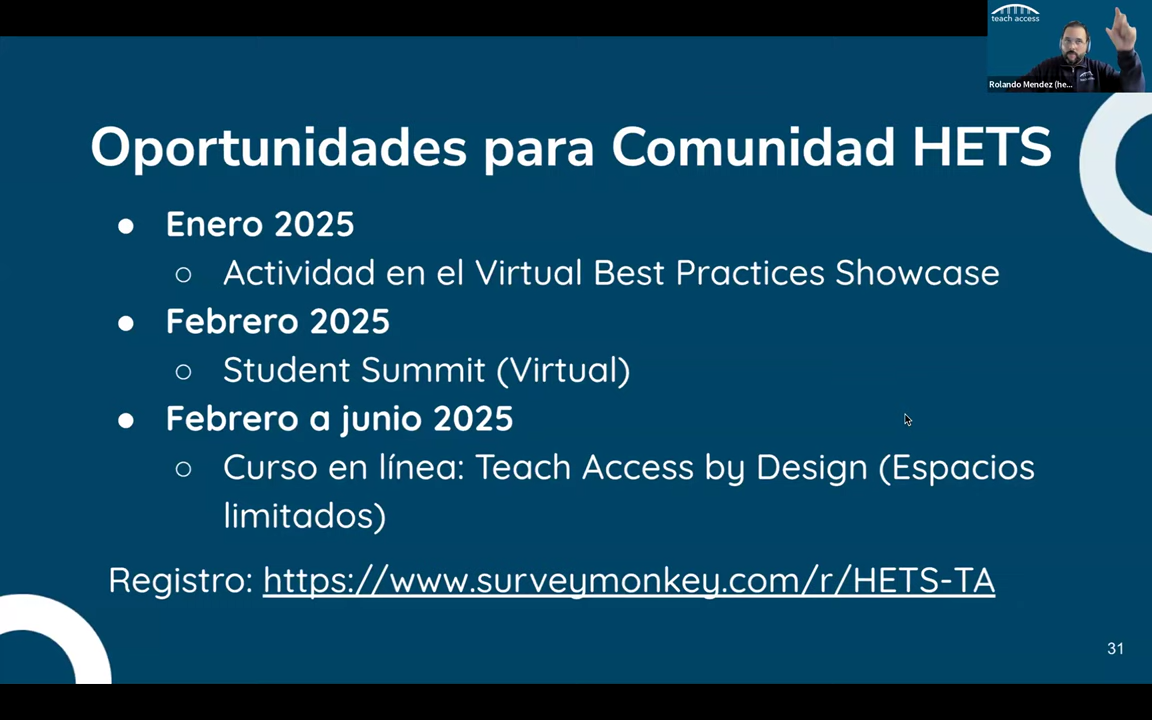 teach access
Rolando Mendez (he...
Oportunidades para Comunidad HETS
● Enero 2025
○ Actividad en el Virtual Best Practices Showcase
● Febrero 2025
○ Student Summit (Virtual)
● Febrero a junio 2025
○ Curso en línea: Teach Access by Design (Espacios
limitados)
Registro: https://www.surveymonkey.com/r/HETS-TA
31